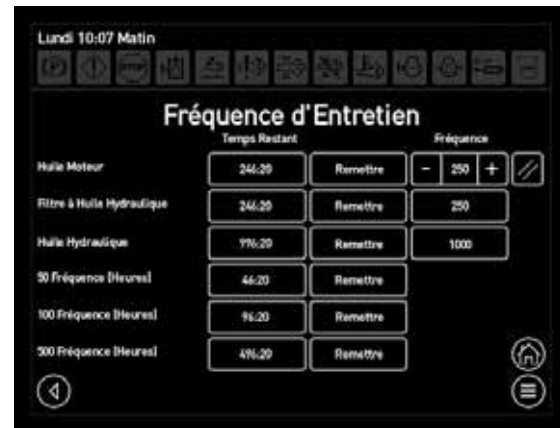 Lundi 10:07 Matin
Fréquence d'Entretien
Temps Restant Fréquence
Huile Moteur 246:20 Remettre - 250 +
Filtre à Huile Hydraulique 246:20 Remettre 250
Huile Hydraulique 996:20 Remettre 1000
50 Fréquence [Heures] 46:20 Remettre
100 Fréquence [Heures] 96:20 Remettre
500 Fréquence [Heures] 496:20 Remettre